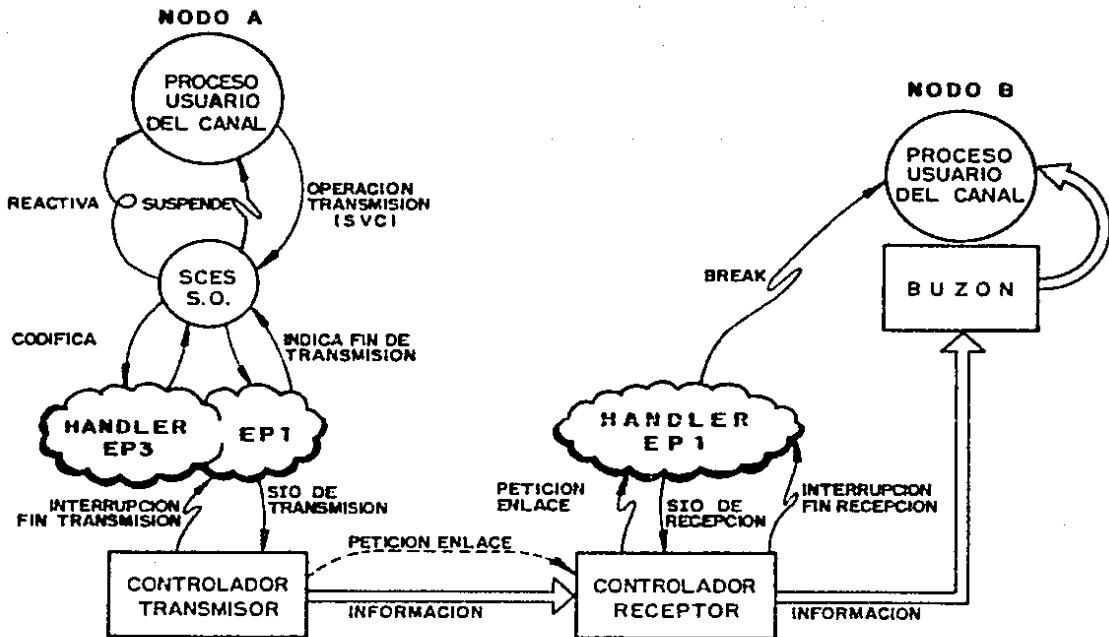 NODO A
PROCESO
USUARIO
DEL CANAL
REACTIVA
SUSPENDE
OPERACION
TRANSMISION
(SVC)
SCES
S.O.
CODIFICA
INDICA FIN DE
TRANSMISION
HANDLER
EP3
EP1
INTERRUPCION
FIN TRANSMISION
SIO DE
TRANSMISION
CONTROLADOR
TRANSMISOR
PETICION ENLACE
INFORMACION
NODO B
PROCESO
USUARIO
DEL CANAL
BUZON
BREAK
HANDLER
EP1
PETICION
ENLACE
SIO DE
RECEPCION
INTERRUPCION
FIN RECEPCION
CONTROLADOR
RECEPTOR
INFORMACION